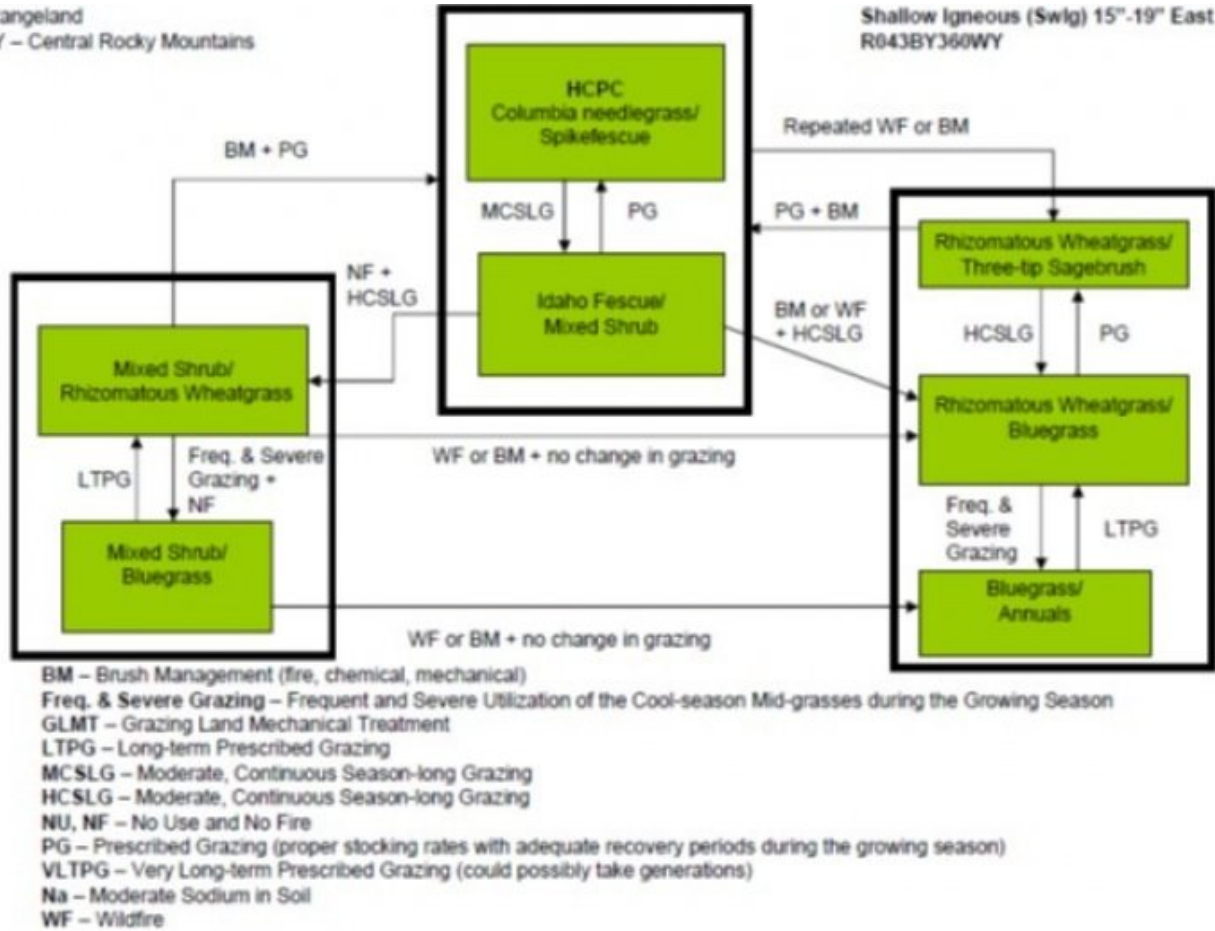 angeland
Y – Central Rocky Mountains
Shallow Igneous (SwIg) 15"-19" East
R043BY360WY
HCPC
Columbia needlegrass/
Spikefescue
BM + PG
Repeated WF or BM
MCSLG
PG
PG + BM
Rhizomatous Wheatgrass/
Three-tip Sagebrush
NF +
HCSLG
Idaho Fescue/
Mixed Shrub
BM or WF
+ HCSLG
HCSLG
PG
Mixed Shrub/
Rhizomatous Wheatgrass
Rhizomatous Wheatgrass/
Bluegrass
LTPG
Freq. & Severe
Grazing +
NF
WF or BM + no change in grazing
Freq. &
Severe
Grazing
LTPG
Mixed Shrub/
Bluegrass
Bluegrass/
Annuals
WF or BM + no change in grazing
BM – Brush Management (fire, chemical, mechanical)
Freq. & Severe Grazing – Frequent and Severe Utilization of the Cool-season Mid-grasses during the Growing Season
GLMT – Grazing Land Mechanical Treatment
LTPG – Long-term Prescribed Grazing
MCSLG – Moderate, Continuous Season-long Grazing
HCSLG – Moderate, Continuous Season-long Grazing
NU, NF – No Use and No Fire
PG – Prescribed Grazing (proper stocking rates with adequate recovery periods during the growing season)
VLTPG – Very Long-term Prescribed Grazing (could possibly take generations)
Na – Moderate Sodium in Soil
WF – Wildfire